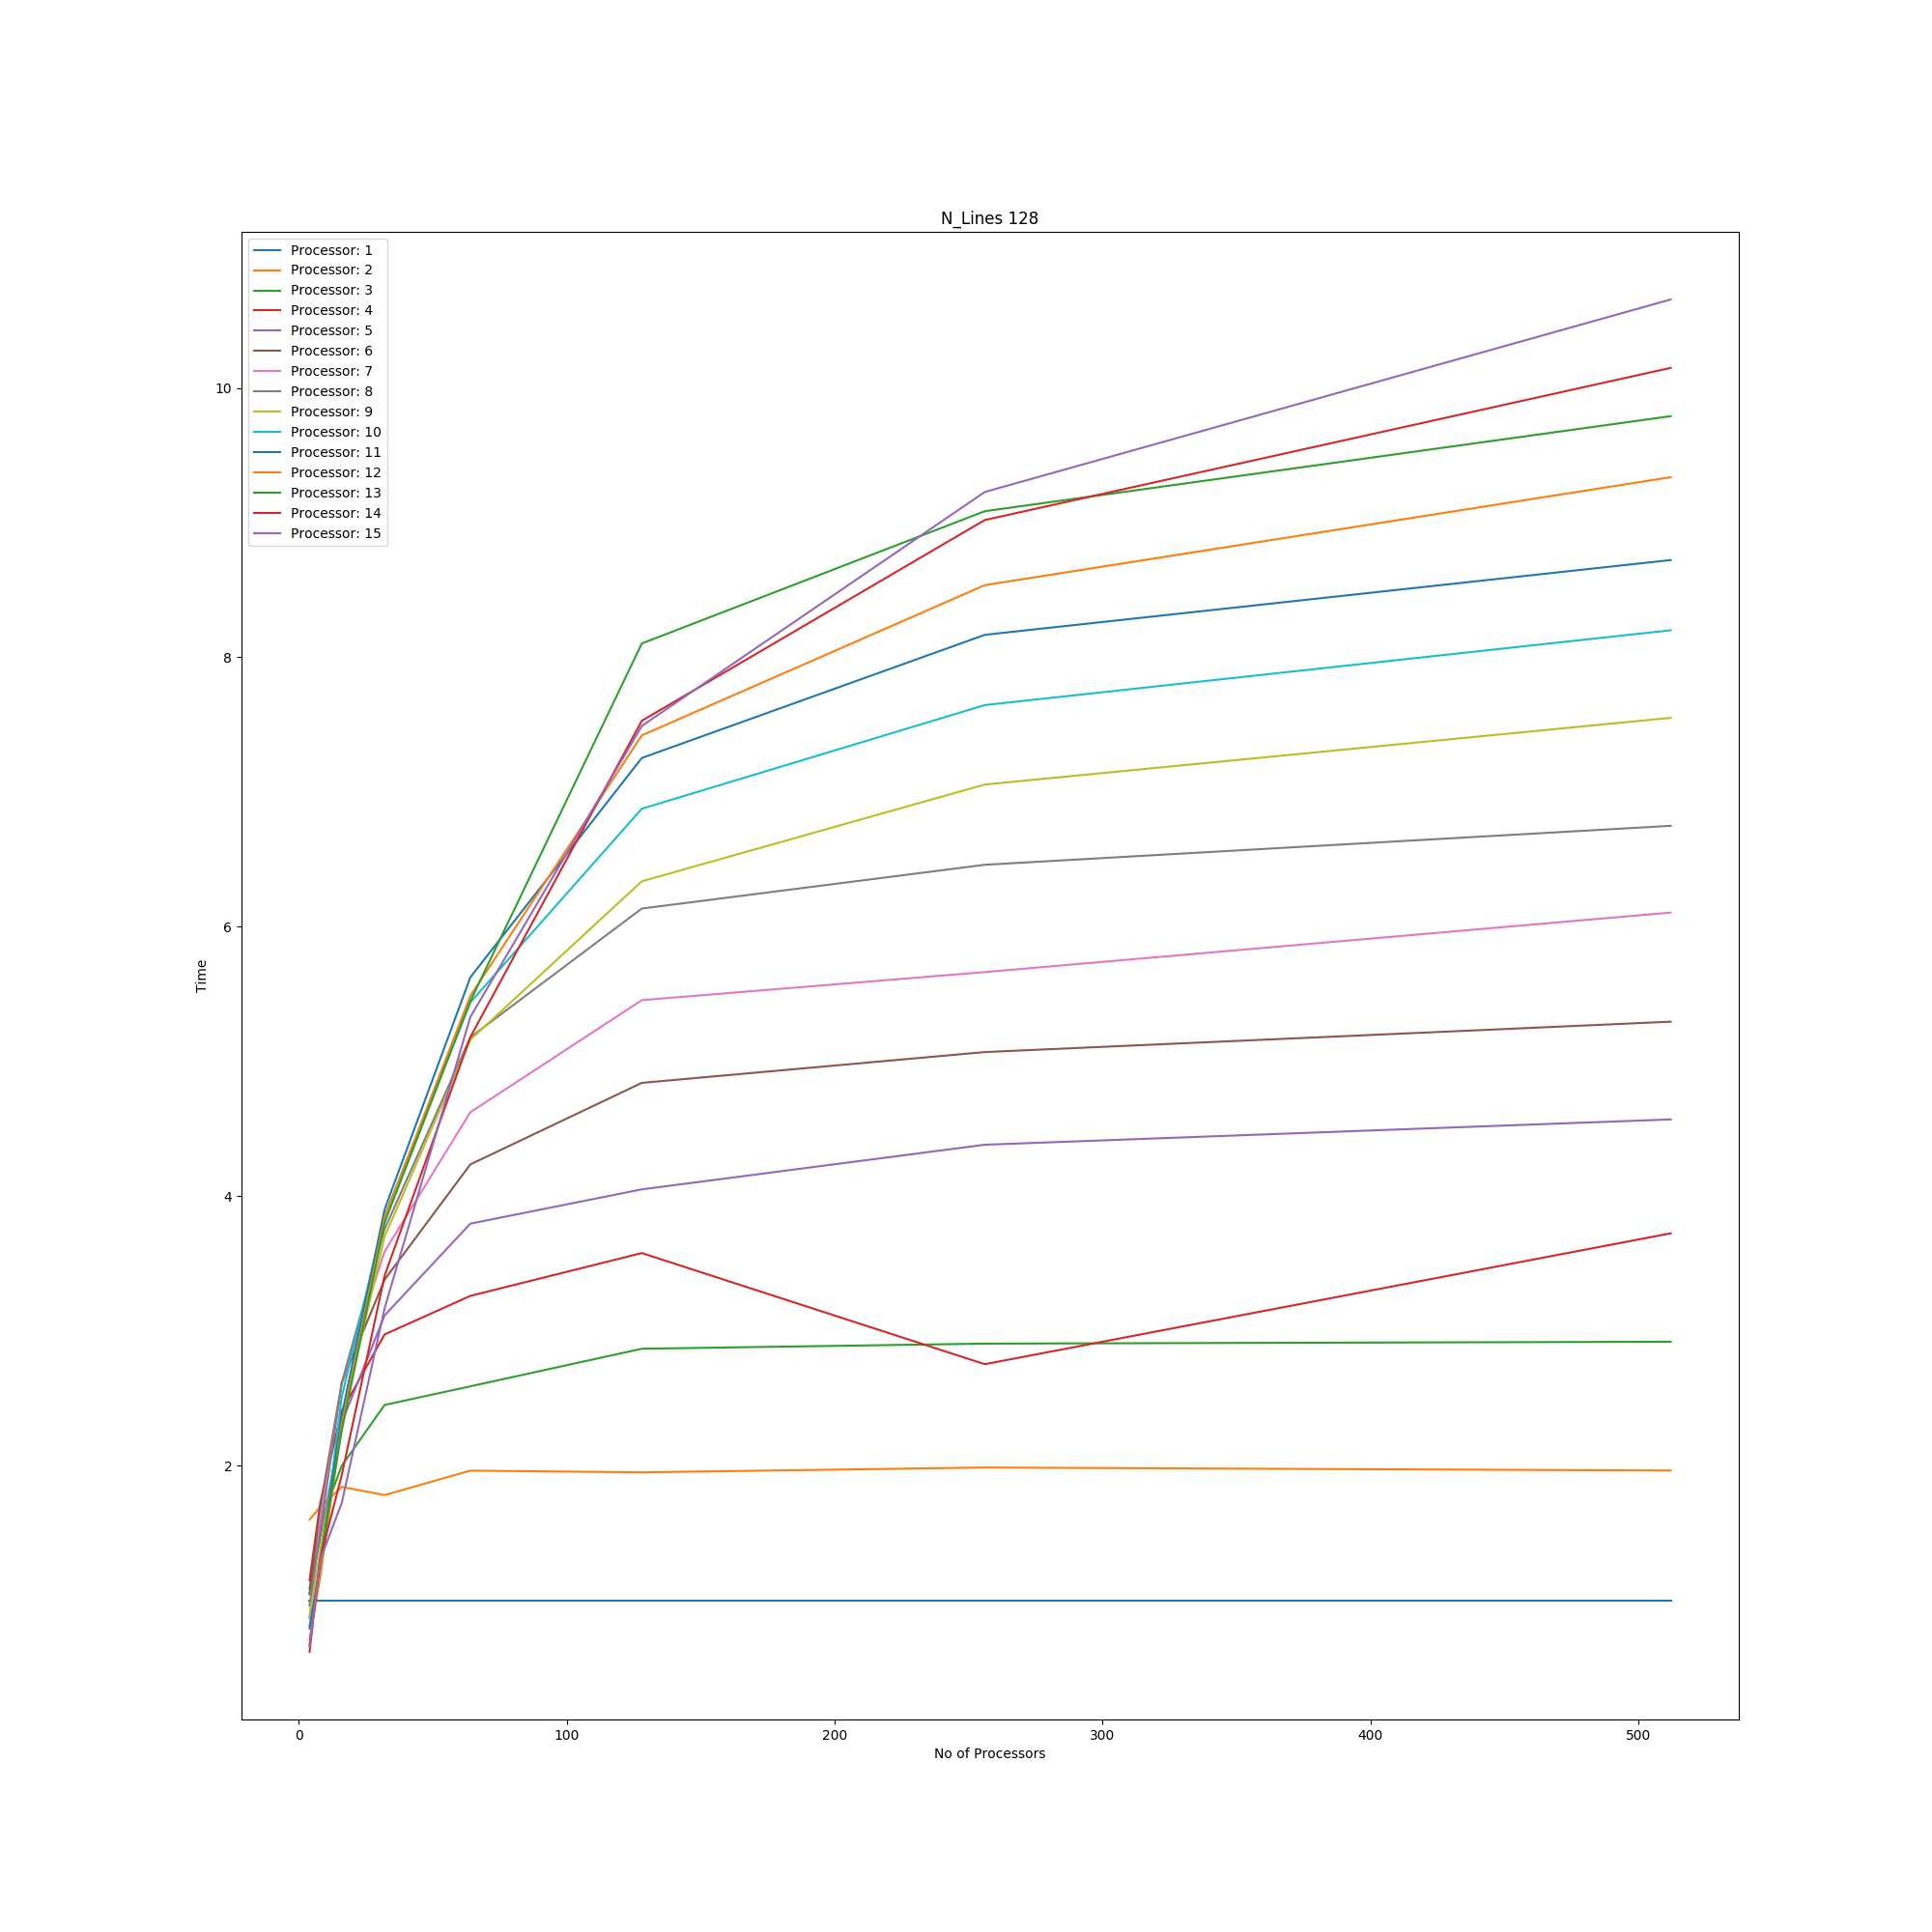 N_Lines 128
Processor: 1
Processor: 2
Processor: 3
Processor: 4
Processor: 5
Processor: 6
Processor: 7
Processor: 8
Processor: 9
Processor: 10
Processor: 11
Processor: 12
Processor: 13
Processor: 14
Processor: 15
10
8
6
4
2
Time
0 100 200 300 400 500
No of Processors